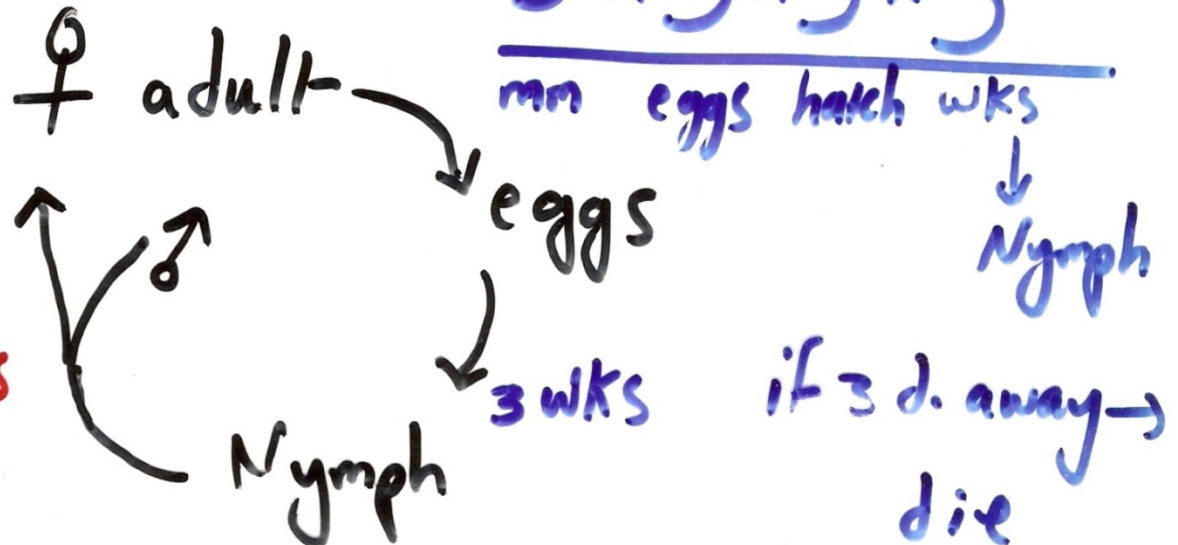 ♀ adult
mm eggs hatch wks
eggs
Nymph
♂
3 wks
if 3 d. away →
Nymph
die